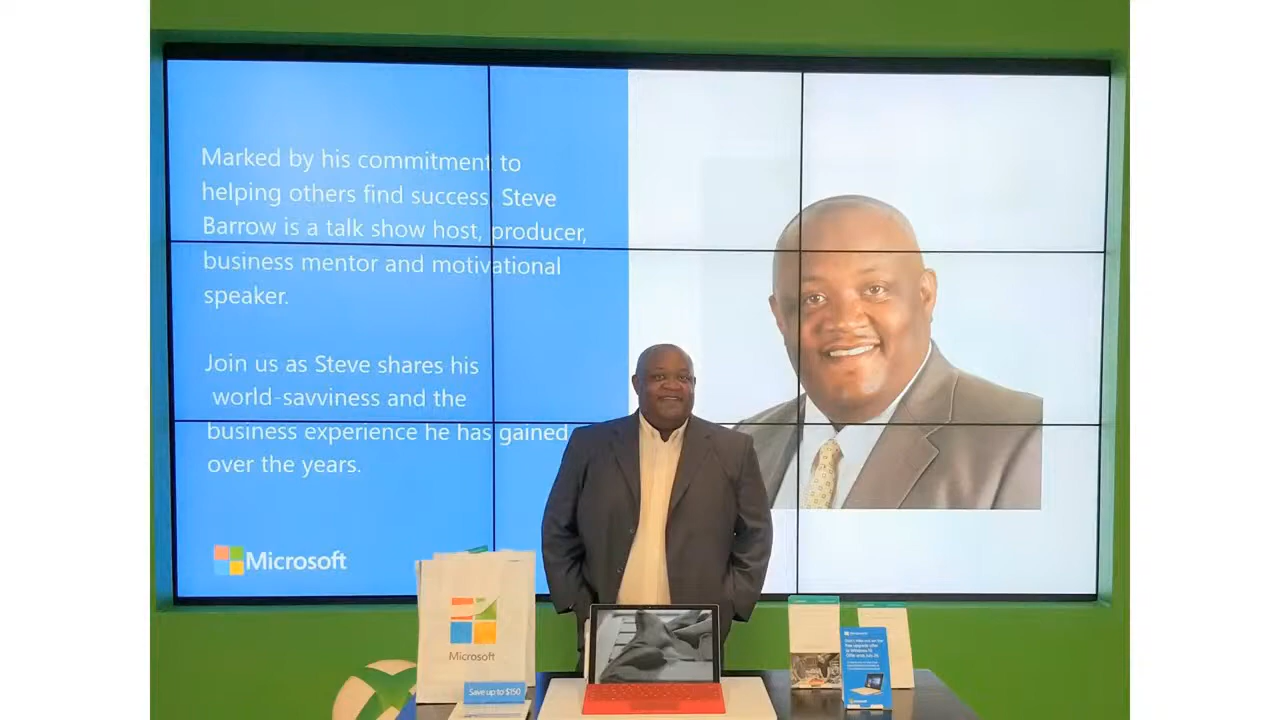 Marked by his commitment to
helping others find success, Steve
Barrow is a talk show host, producer,
business mentor and motivational
speaker.
Join us as Steve shares his
world-savviness and the
business experience he has gained
over the years.
Microsoft
Microsoft
Save up to $150